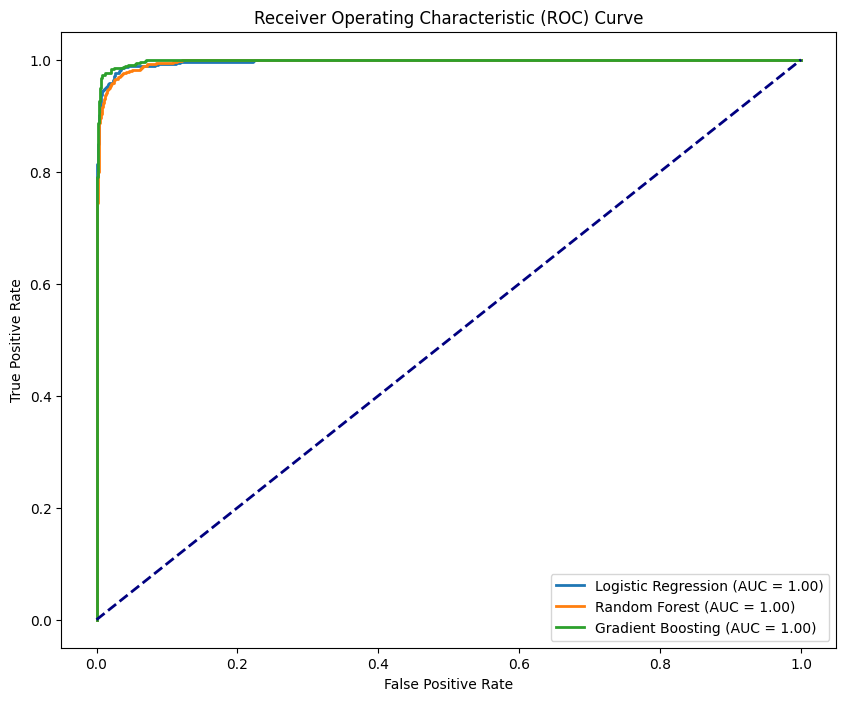 Receiver Operating Characteristic (ROC) Curve
1.0
0.8
0.6
0.4
0.2
0.0
True Positive Rate
0.0 0.2 0.4 0.6 0.8 1.0
False Positive Rate
Logistic Regression (AUC = 1.00)
Random Forest (AUC = 1.00)
Gradient Boosting (AUC = 1.00)